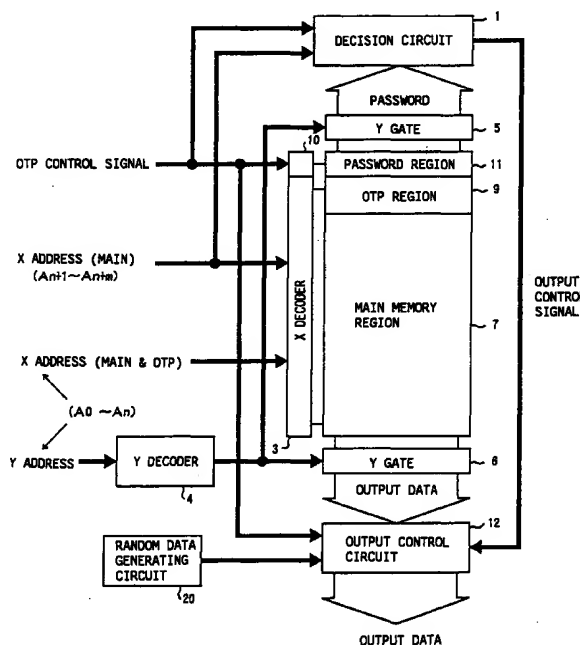 1
DECISION CIRCUIT
PASSWORD
10
Y GATE
5
OTP CONTROL SIGNAL
PASSWORD REGION
11
OTP REGION
9
X ADDRESS (MAIN)
(An+1~An+m)
X DECODER
MAIN MEMORY
REGION
7
OUTPUT
CONTROL
SIGNAL
X ADDRESS (MAIN & OTP)
(A0 ~An)
3
Y ADDRESS
Y DECODER
4
Y GATE
6
OUTPUT DATA
12
RANDOM DATA
GENERATING
CIRCUIT
20
OUTPUT CONTROL
CIRCUIT
OUTPUT DATA